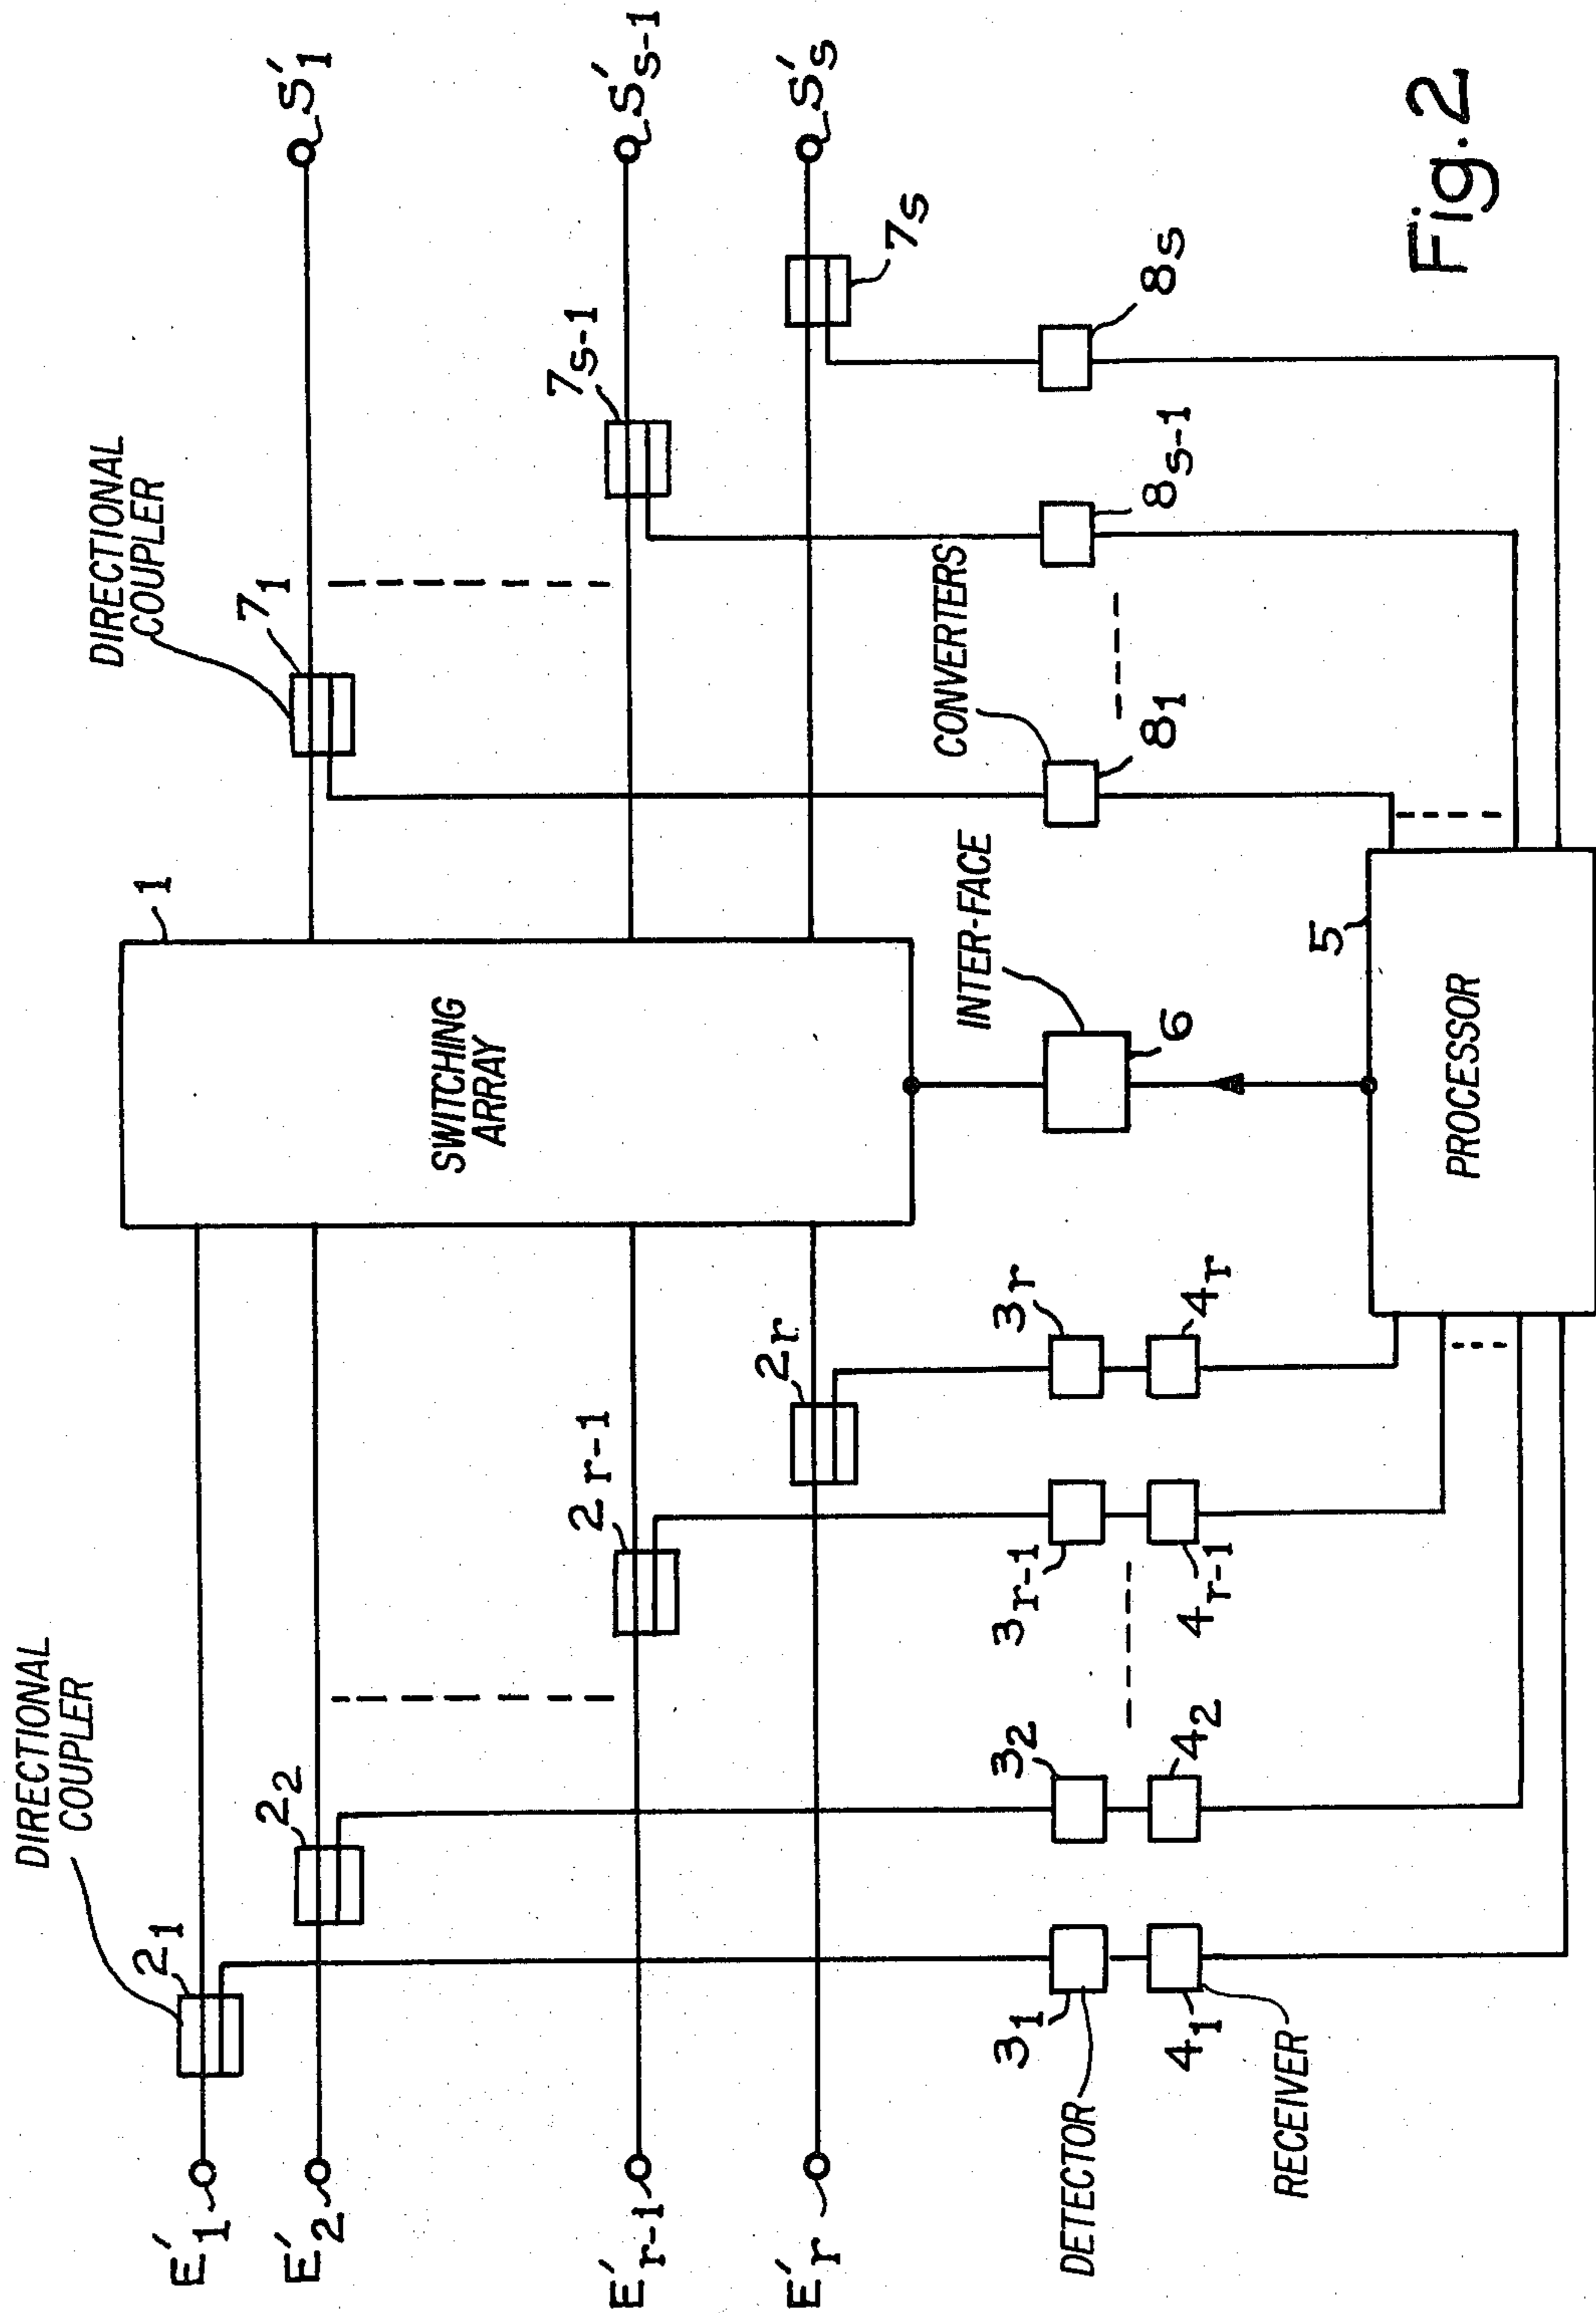 DIRECTIONAL
COUPLER
DIRECTIONAL
COUPLER
E'1
2₁
1
7₁
S'1
E'2
2₂
SWITCHING
ARRAY
E'r-1
2r-1
7s-1
S's-1
E'r
2r
7s
S's
INTER-FACE
CONVERTERS
DETECTOR
3₁
3₂
3r-1
3r
6
8₁
8s-1
8s
RECEIVER
4₁
4₂
4r-1
4r
5
PROCESSOR
Fig.2